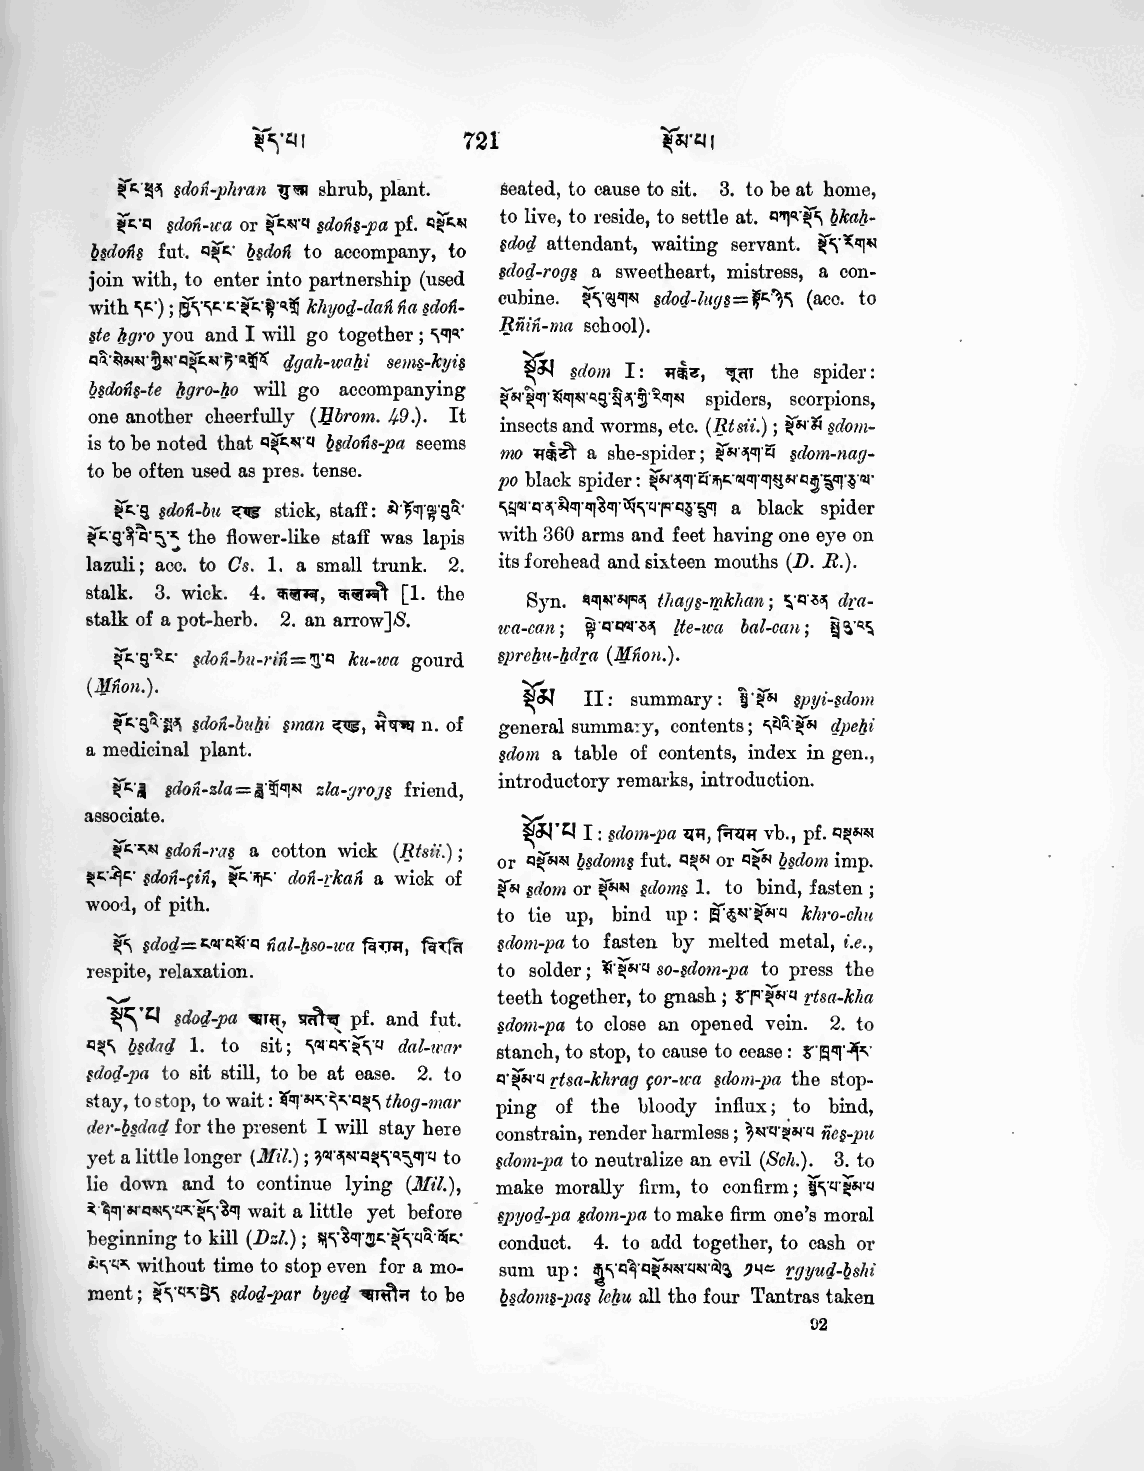 སྡོད་པ། 721 སྡོམ་པ།
སྡོང་ཕྲན sdoṅ-phran गुल्म shrub, plant.
སྡོང་བ sdoṅ-wa or སྡོངས་པ sdoṅs-pa pf. བསྡོངས
bsdoṅs fut. བསྡོང་ bsdoṅ to accompany, to
join with, to enter into partnership (used
with དང་) ; ཁྱོད་དང་ང་སྡོང་སྟེ་འགྲོ khyod-daṅ ṅa sdoṅ-
ste ḥgro you and I will go together ; དགའ་
བའི་སེམས་ཀྱིས་བསྡོངས་ཏེ་འགྲོའོ dgah-waḥi sems-kyis
bsdoṅs-te ḥgro-ḥo will go accompanying
one another cheerfully (Ḥbrom. 49.). It
is to be noted that བསྡོངས་པ bsdoṅs-pa seems
to be often used as pres. tense.
སྡོང་བུ sdoṅ-bu दण्ड stick, staff: མེ་ཏོག་ལྟ་བུའི་
སྡོང་བུ་ནི་བཻ་ཌཱུརྻ the flower-like staff was lapis
lazuli; acc. to Cs. 1. a small trunk. 2.
stalk. 3. wick. 4. कलम्ब, कलम्बी [1. the
stalk of a pot-herb. 2. an arrow]S.
སྡོང་བུ་རིང་ sdoṅ-bu-riṅ=ཀུ་བ ku-wa gourd
(Mṅon.).
སྡོང་བུའི་སྨན sdoṅ-buḥi sman दण्ड, भैषज्य n. of
a medicinal plant.
སྡོང་ཟླ sdoṅ-zla=ཟླ་གྲོགས zla-grogs friend,
associate.
སྡོང་རས sdoṅ-ras a cotton wick (Rtsii.) ;
སྡོང་ཤིང་ sdoṅ-çiṅ, སྡོང་རྐང་ doṅ-rkaṅ a wick of
wood, of pith.
སྡོད sdod=ངལ་བསོ་བ ṅal-ḥso-wa विराम, विरति
respite, relaxation.
སྡོད་པ sdod-pa आस्, प्रतीच् pf. and fut.
བསྡད bsdad 1. to sit; དལ་བར་སྡོད་པ dal-war
sdod-pa to sit still, to be at ease. 2. to
stay, to stop, to wait : ཐོག་མར་དེར་བསྡད thog-mar
der-bsdad for the present I will stay here
yet a little longer (Mil.) ; ཉལ་ནས་བསྡད་འདུག་པ to
lie down and to continue lying (Mil.),
རེ་ཞིག་མ་བསད་པར་སྡོད་ཅིག wait a little yet before
beginning to kill (Dzl.) ; སྐད་ཅིག་ཀྱང་སྡོད་པའི་ལོང་
མེད་པར without time to stop even for a mo-
ment ; སྡོད་པར་བྱེད sdod-par byed आसीन to be
seated, to cause to sit. 3. to be at home,
to live, to reside, to settle at. བཀའ་སྡོད bkaḥ-
sdod attendant, waiting servant. སྡོད་རོགས
sdod-rogs a sweetheart, mistress, a con-
cubine. སྡོད་ལུགས sdod-lugs=སྟོང་ཉིད (acc. to
Rñiṅ-ma school).
སྡོམ sdom I: मर्कट, लूता the spider:
སྡོམ་སྡིག་སོགས་འབུ་སྲིན་གྱི་རིགས spiders, scorpions,
insects and worms, etc. (Rtsii.) ; སྡོམ་མོ sdom-
mo मर्कटी a she-spider; སྡོམ་ནག་པོ sdom-nag-
po black spider : སྡོམ་ནག་པོ་རྐང་ལག་གསུམ་བརྒྱ་དྲུག་ཅུ་ལ་
དཔྲལ་བ་ན་མིག་གཅིག་ཡོད་པ་ཁ་བཅུ་དྲུག a black spider
with 360 arms and feet having one eye on
its forehead and sixteen mouths (D. R.).
Syn. ཐགས་མཁན thags-mkhan ; དྲ་བ་ཅན dra-
wa-can ; ལྟེ་བ་བལ་ཅན lte-wa bal-can ; སྤྲེའུ་འདྲ
spreḥu-ḥdra (Mṅon.).
སྡོམ II: summary: སྤྱི་སྡོམ spyi-sdom
general summary, contents ; དཔེའི་སྡོམ dpeḥi
sdom a table of contents, index in gen.,
introductory remarks, introduction.
སྡོམ་པ I : sdom-pa यम, नियम vb., pf. བསྡམས
or བསྡོམས bsdoms fut. བསྡམ or བསྡོམ bsdom imp.
སྡོམ sdom or སྡོམས sdoms 1. to bind, fasten ;
to tie up, bind up : ཁྲོ་ཆུས་སྡོམ་པ khro-chu
sdom-pa to fasten by melted metal, i.e.,
to solder ; སོ་སྡོམ་པ so-sdom-pa to press the
teeth together, to gnash ; རྩ་ཁ་སྡོམ་པ rtsa-kha
sdom-pa to close an opened vein. 2. to
stanch, to stop, to cause to cease : རྩ་ཁྲག་ཤོར་
བ་སྡོམ་པ rtsa-khrag çor-wa sdom-pa the stop-
ping of the bloody influx; to bind,
constrain, render harmless ; ཉེས་པ་སྡོམ་པ ñes-pa
sdom-pa to neutralize an evil (Sch.). 3. to
make morally firm, to confirm ; སྤྱོད་པ་སྡོམ་པ
spyod-pa sdom-pa to make firm one's moral
conduct. 4. to add together, to cash or
sum up : རྒྱུད་བཞི་བསྡོམས་པས་ལེའུ ༡༥༦ rgyud-bshi
bsdoms-pas leḥu all the four Tantras taken
92